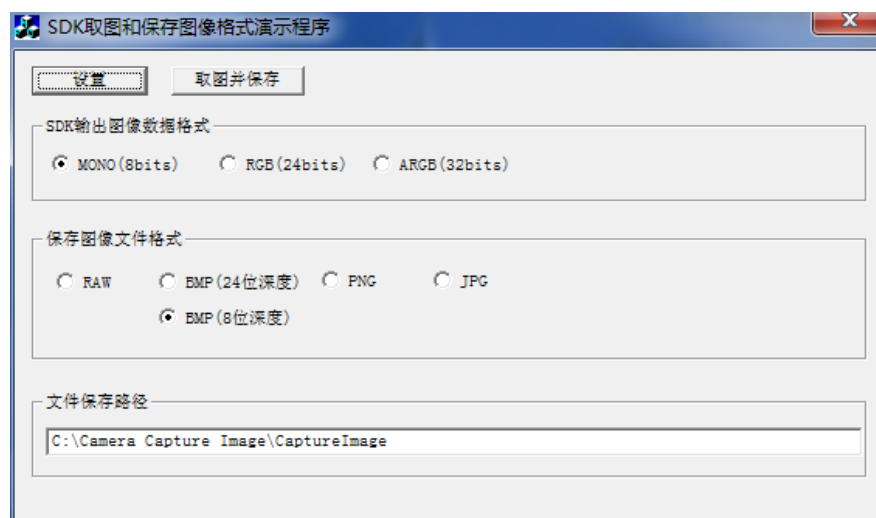 SDK取图和保存图像格式演示程序
设置 取图并保存
SDK输出图像数据格式
MONO(8bits) RGB(24bits) ARGB(32bits)
保存图像文件格式
RAW BMP(24位深度) PNG JPG
BMP(8位深度)
文件保存路径
C:\Camera Capture Image\CaptureImage